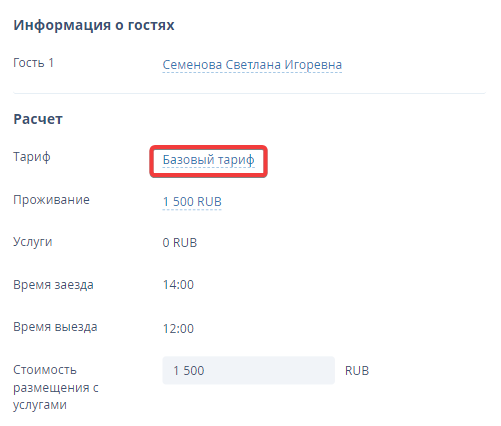 Информация о гостях
Гость 1 Семенова Светлана Игоревна
Расчет
Тариф Базовый тариф
Проживание 1 500 RUB
Услуги 0 RUB
Время заезда 14:00
Время выезда 12:00
Стоимость 1 500 RUB
размещения с
услугами